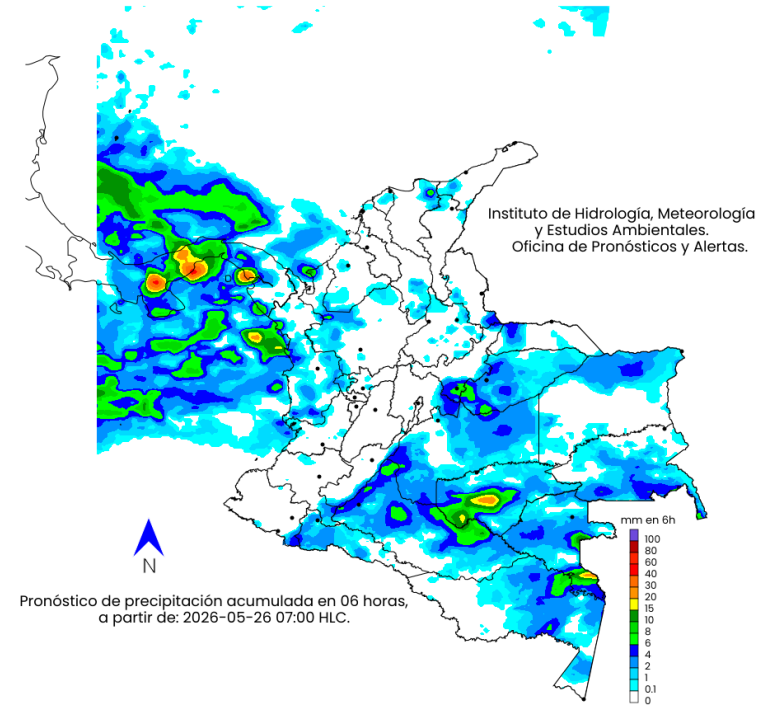 Instituto de Hidrología, Meteorología
y Estudios Ambientales.
Oficina de Pronósticos y Alertas.
mm en 6h
100
80
60
40
30
20
15
10
8
6
4
2
1
0.1
0
N
Pronóstico de precipitación acumulada en 06 horas,
a partir de: 2026-05-26 07:00 HLC.